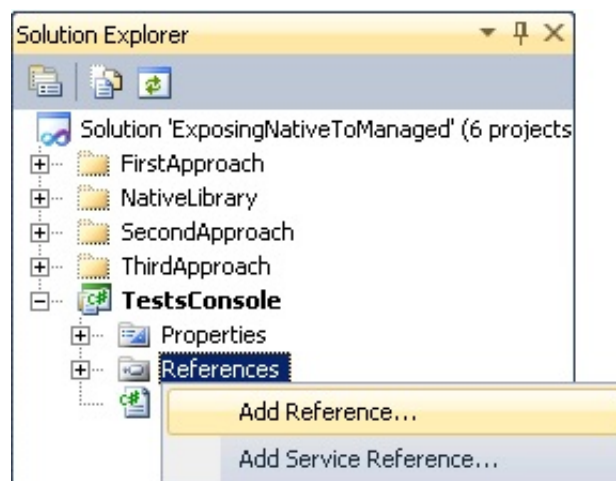 Solution Explorer
Solution 'ExposingNativeToManaged' (6 projects
FirstApproach
NativeLibrary
SecondApproach
ThirdApproach
TestsConsole
Properties
References
Add Reference...
Add Service Reference...